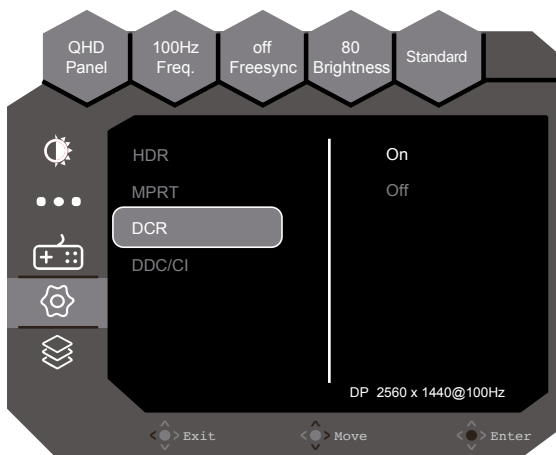 QHD
Panel
100Hz
Freq.
off
Freesync
80
Brightness
Standard
HDR
MPRT
DCR
DDC/CI
On
Off
DP 2560 x 1440@100Hz
Exit
Move
Enter